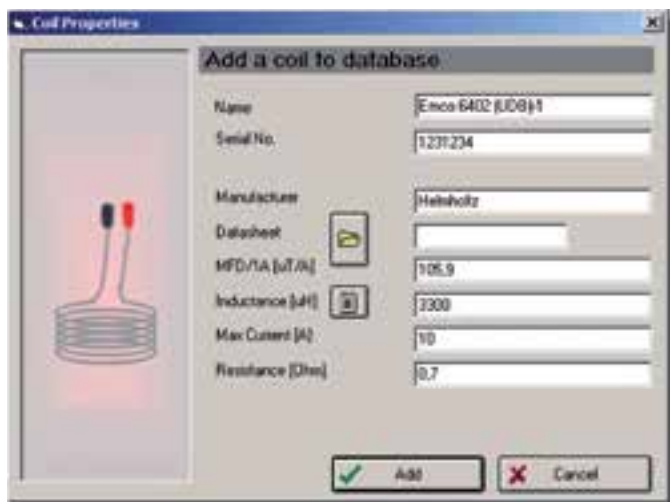 Coil Properties
Add a coil to database
Name Emco 6402 (UDB)-1
Serial No. 1231234
Manufacturer Helmholtz
Datasheet
MFD/1A [uT/A] 105,9
Inductance [uH] 3300
Max Current [A] 10
Resistance [Ohm] 0,7
Add Cancel